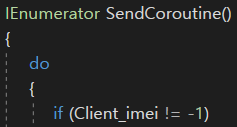 IEnumerator SendCoroutine()
{
do
{
if (Client_imei != -1)